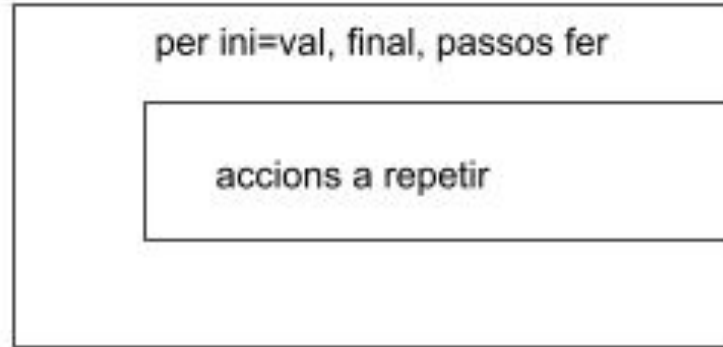 per ini=val, final, passos fer
accions a repetir